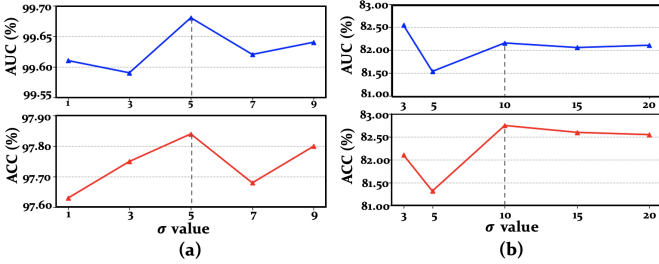 AUC (%)
99.70
99.65
99.60
99.55
1 3 5 7 9
ACC (%)
97.90
97.80
97.70
97.60
1 3 5 7 9
σ value
(a)
AUC (%)
83.00
82.50
82.00
81.50
81.00
3 5 10 15 20
ACC (%)
83.00
82.50
82.00
81.50
81.00
3 5 10 15 20
σ value
(b)